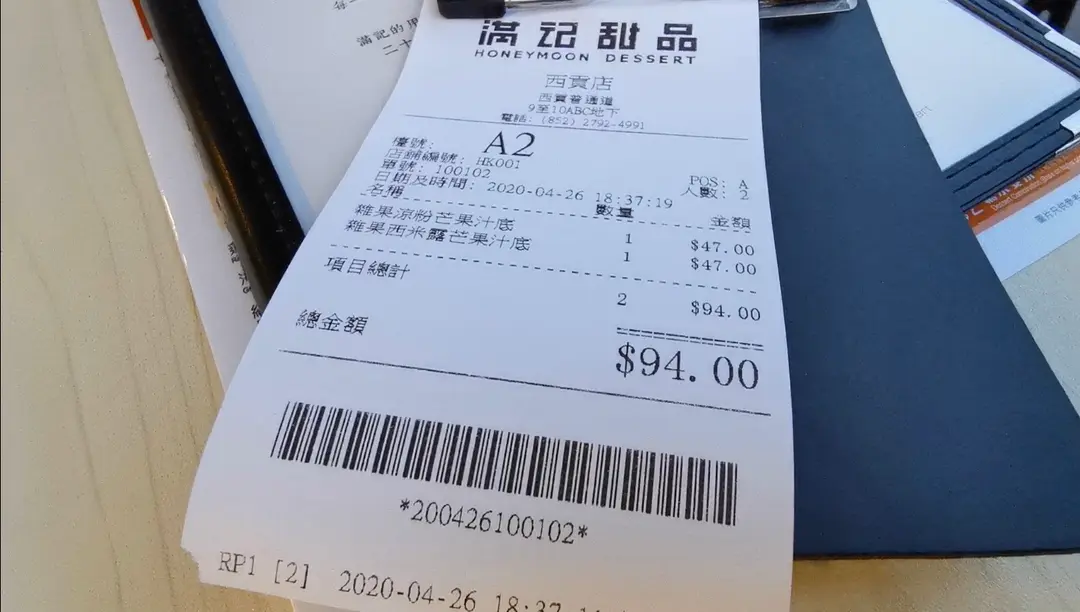 滿記的
二十
滿記甜品
HONEYMOON DESSERT
西貢店
西貢普通道
9至10ABC地下
電話: (852) 2792-4991
檯號: A2
店鋪編號: HK001 POS: A
單號: 100102 人數: 2
日期及時間: 2020-04-26 18:37:19
名稱 數量 金額
雜果涼粉芒果汁底 1 $47.00
雜果西米露芒果汁底 1 $47.00
項目總計 2 $94.00
總金額 $94.00
*200426100102*
RP1 [2] 2020-04-26 18:37